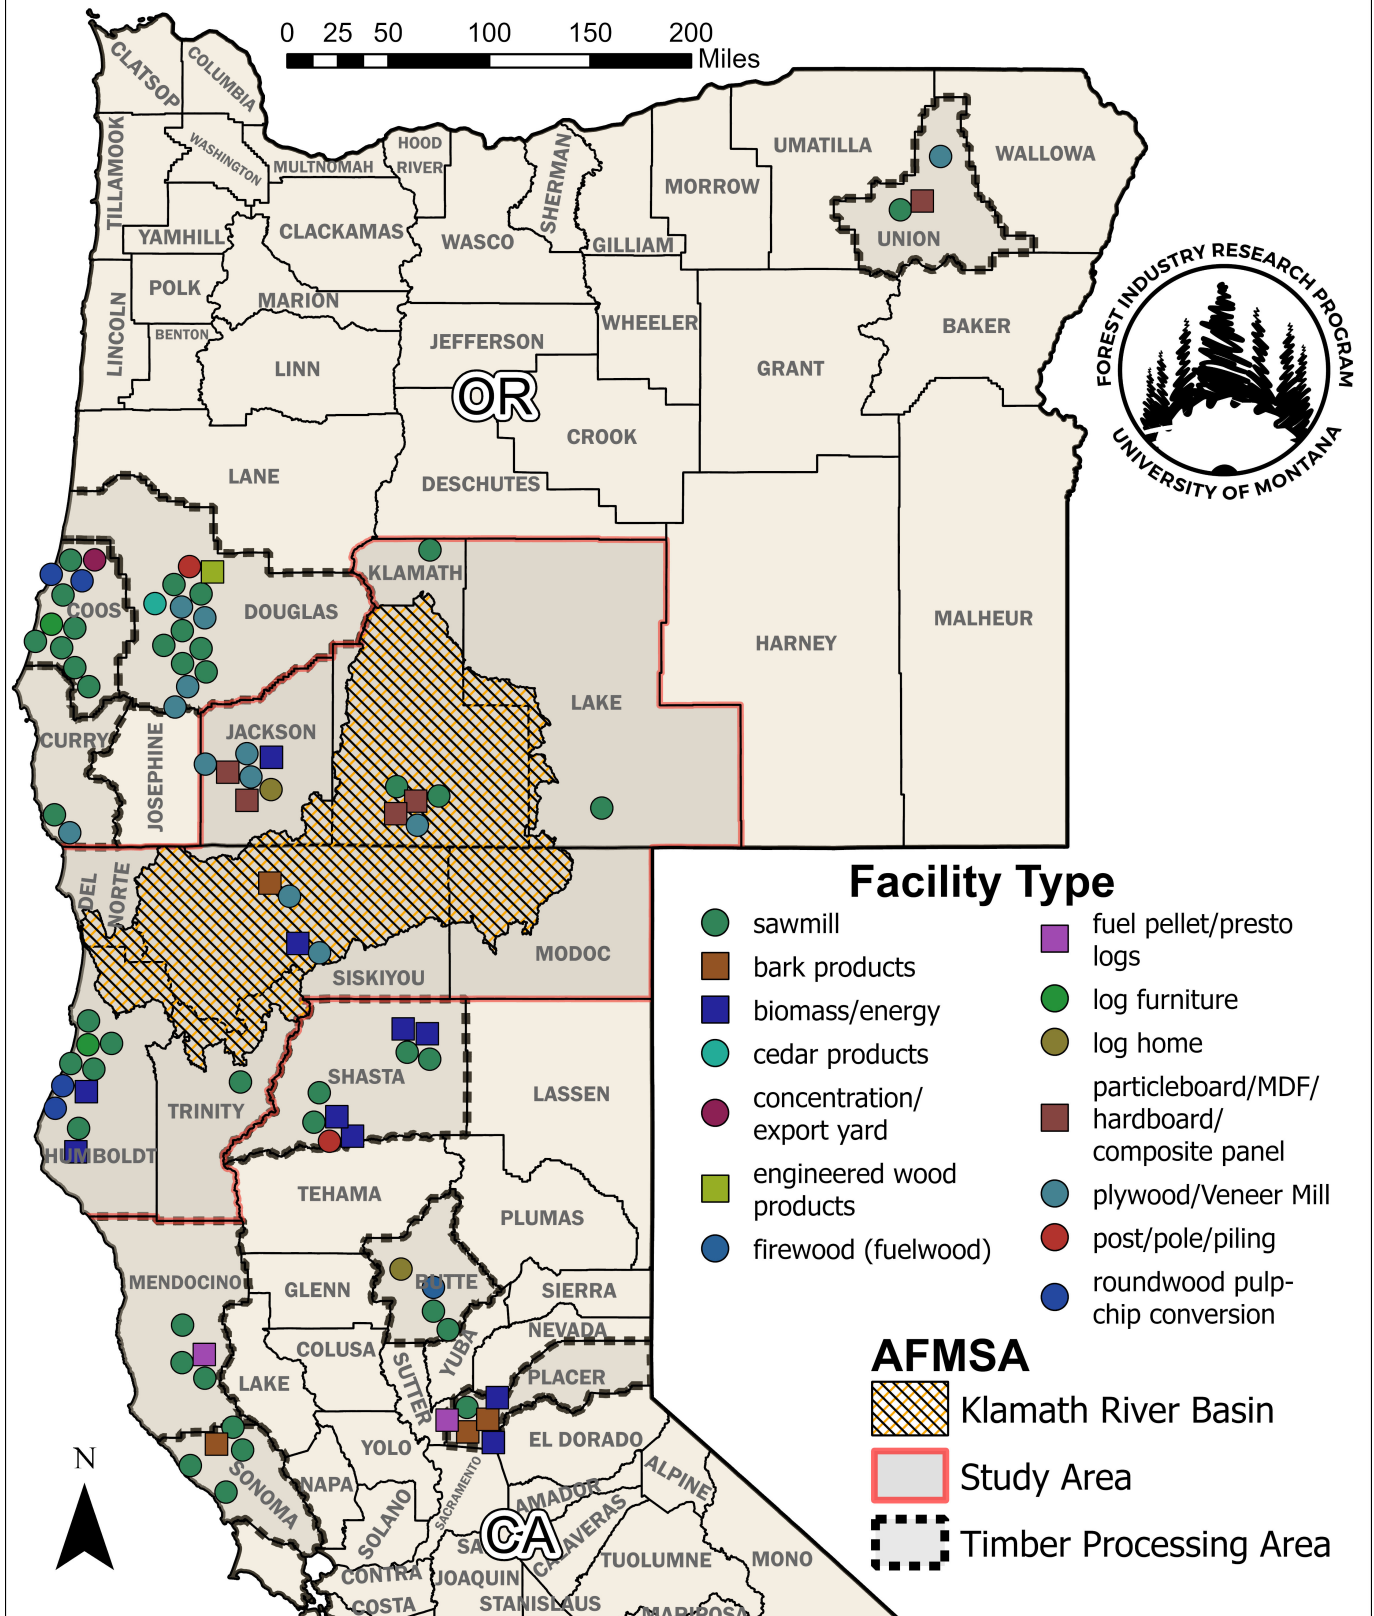 0 25 50 100 150 200
Miles
CLATSOP
COLUMBIA
TILLAMOOK
WASHINGTON
MULTNOMAH
HOOD
RIVER
SHERMAN
UMATILLA
WALLOWA
MORROW
YAMHILL
CLACKAMAS
WASCO
GILLIAM
UNION
POLK
MARION
LINCOLN
BENTON
JEFFERSON
WHEELER
BAKER
LINN
GRANT
OR
CROOK
LANE
DESCHUTES
FOREST INDUSTRY RESEARCH PROGRAM
UNIVERSITY OF MONTANA
KLAMATH
COOS
DOUGLAS
HARNEY
MALHEUR
LAKE
CURRY
JOSEPHINE
JACKSON
DEL
NORTE
MODOC
SISKIYOU
SHASTA
LASSEN
TRINITY
HUMBOLDT
TEHAMA
PLUMAS
MENDOCINO
GLENN
BUTTE
SIERRA
COLUSA
NEVADA
YUBA
SUTTER
PLACER
LAKE
YOLO
EL DORADO
SONOMA
NAPA
SACRAMENTO
ALPINE
SOLANO
AMADOR
CALAVERAS
CA
SA
JOAQUIN
TUOLUMNE
MONO
CONTRA
COSTA
STANISLAUS
MARIPOSA
N
Facility Type
sawmill
bark products
biomass/energy
cedar products
concentration/
export yard
engineered wood
products
firewood (fuelwood)
fuel pellet/presto
logs
log furniture
log home
particleboard/MDF/
hardboard/
composite panel
plywood/Veneer Mill
post/pole/piling
roundwood pulp-
chip conversion
AFMSA
Klamath River Basin
Study Area
Timber Processing Area